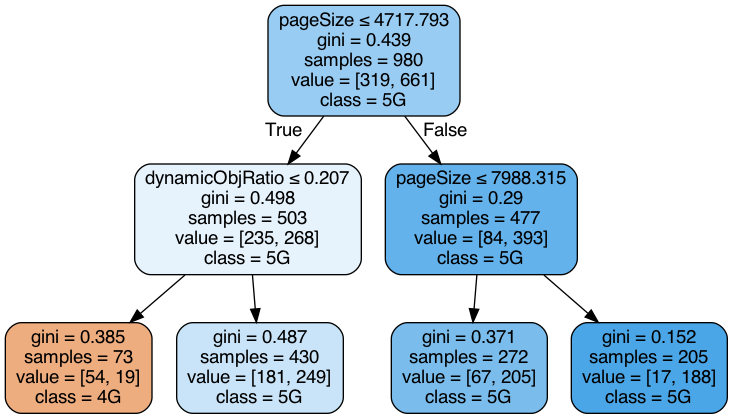 pageSize ≤ 4717.793
gini = 0.439
samples = 980
value = [319, 661]
class = 5G
True
False
dynamicObjRatio ≤ 0.207
gini = 0.498
samples = 503
value = [235, 268]
class = 5G
pageSize ≤ 7988.315
gini = 0.29
samples = 477
value = [84, 393]
class = 5G
gini = 0.385
samples = 73
value = [54, 19]
class = 4G
gini = 0.487
samples = 430
value = [181, 249]
class = 5G
gini = 0.371
samples = 272
value = [67, 205]
class = 5G
gini = 0.152
samples = 205
value = [17, 188]
class = 5G